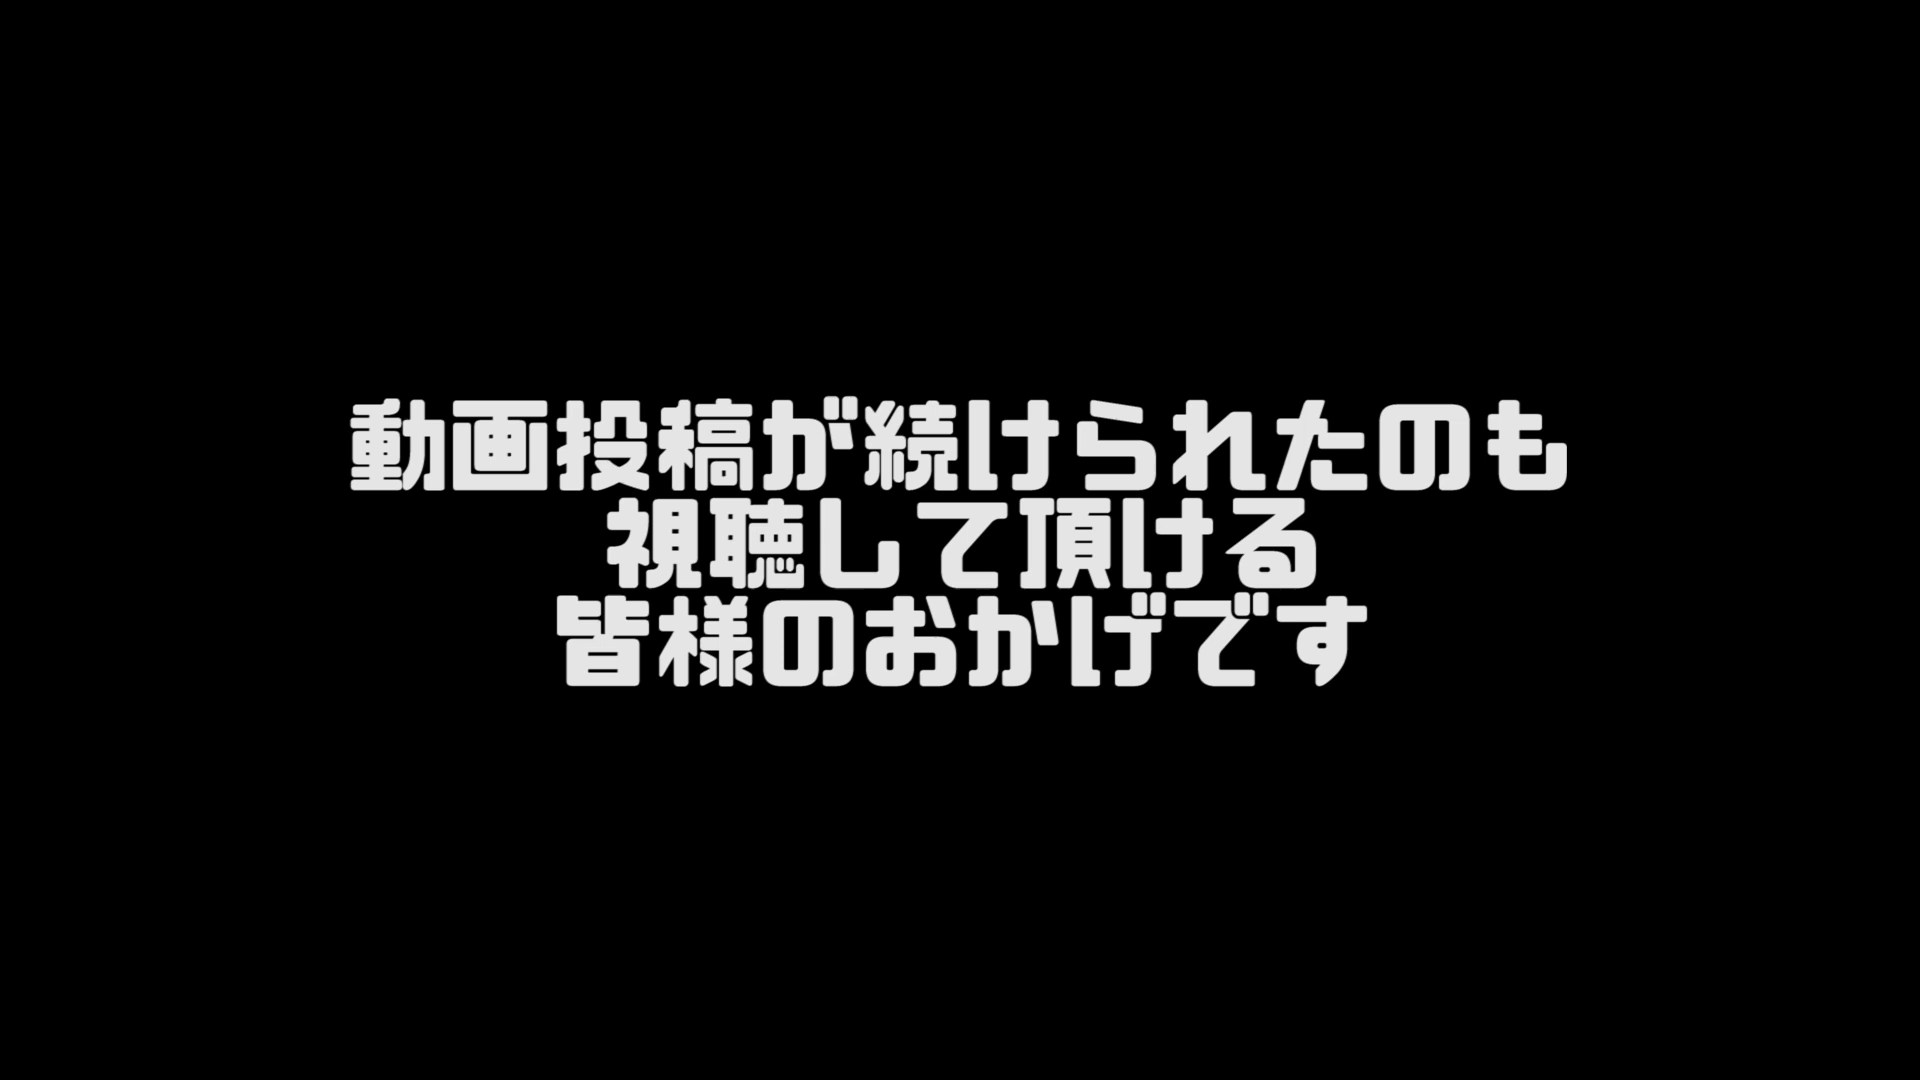 動画投稿が続けられたのも
視聴して頂ける
皆様のおかげです